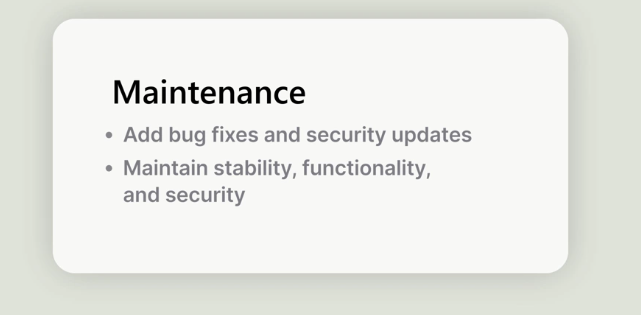 Maintenance
• Add bug fixes and security updates
• Maintain stability, functionality,
and security